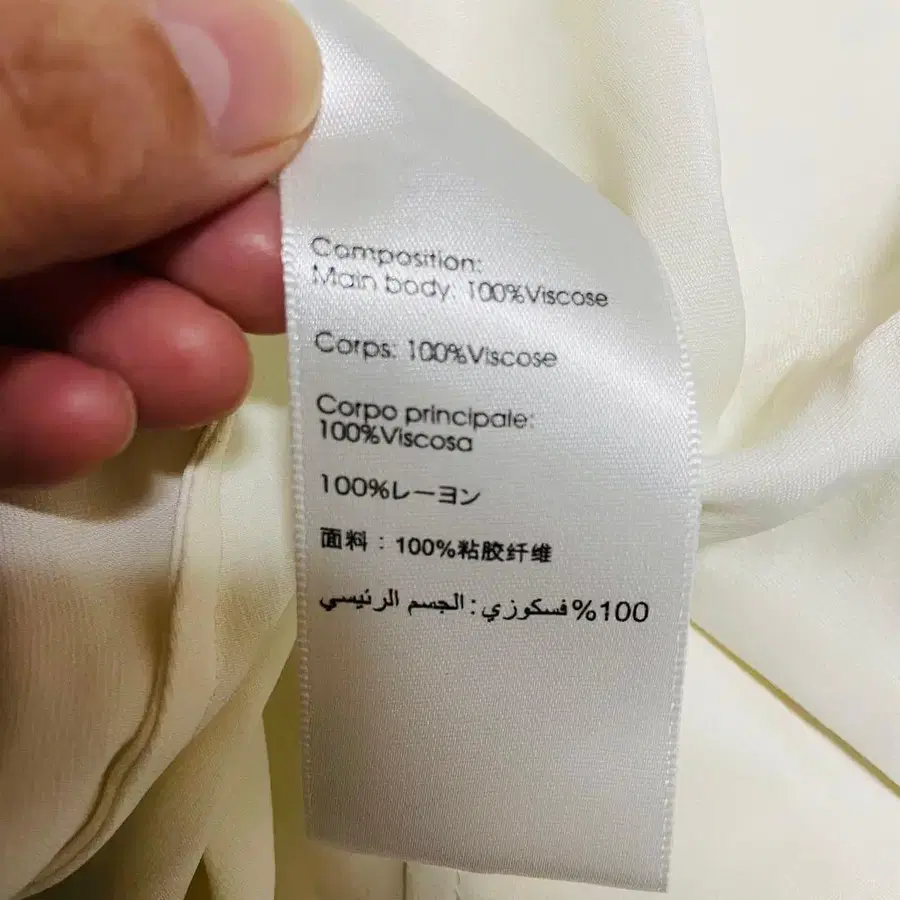 Composition:
Main body: 100%Viscose
Corps: 100%Viscose
Corpo principale:
100%Viscosa
100%レーヨン
面料：100%粘胶纤维
%100 فسكوزي : الجسم الرئيسي